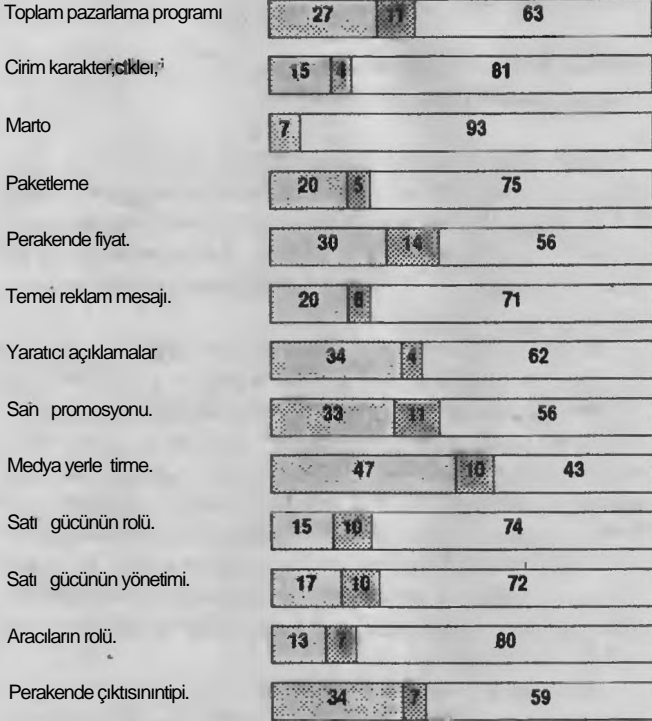 Toplam pazarlama programı 27 11 63
Cirim 15 4 81
Marto 7 93
Paketleme 20 5 75
Perakende fiyat. 30 14 56
Temeı reklam mesajı. 20 71
Yaratıcı açıklamalar 34 4 62
San promosyonu. 33 11 56
Medya yerle tirme. 47 10 43
Satı gücünün rolü. 15 10 74
Satı gücünün yönetimi. 17 10 72
Aracıların rolü. 13 7 80
Perakende çıktısınıntipi. 34 7 59